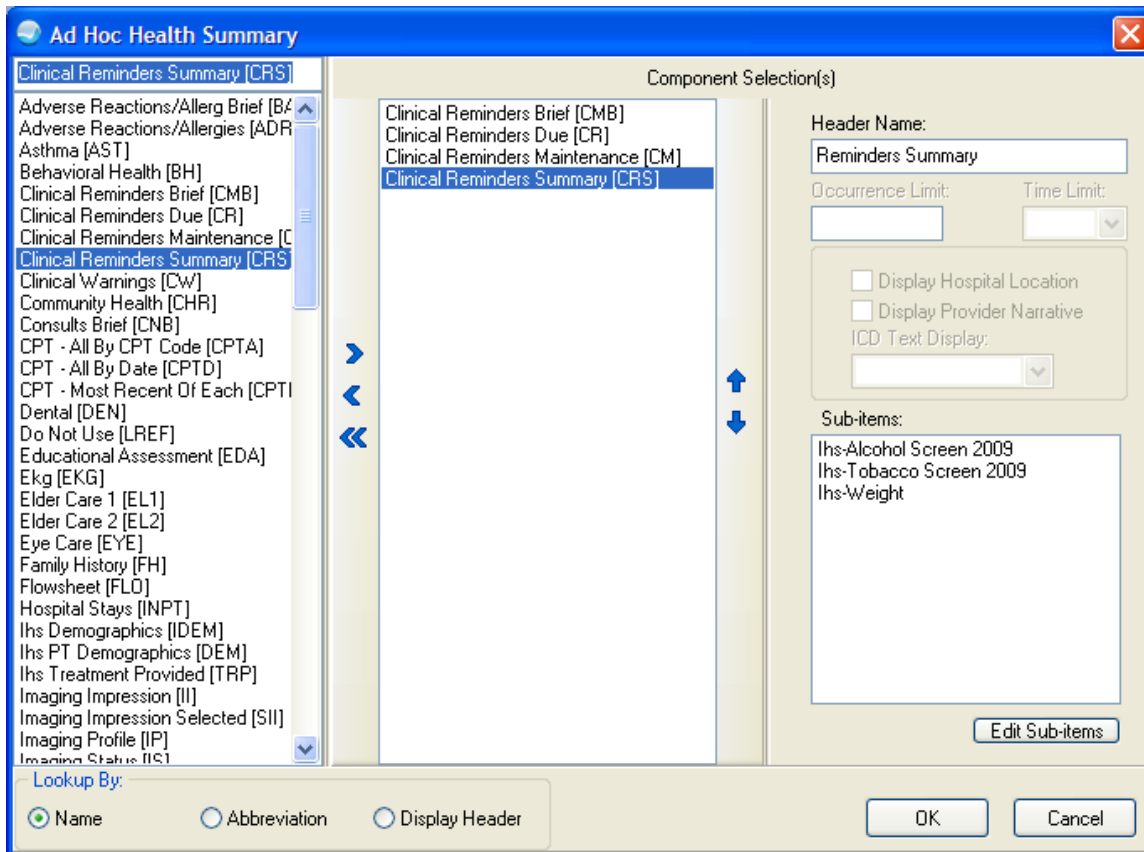 Ad Hoc Health Summary
Clinical Reminders Summary [CRS]
Adverse Reactions/Allerg Brief [BA
Adverse Reactions/Allergies [ADR
Asthma [AST]
Behavioral Health [BH]
Clinical Reminders Brief [CMB]
Clinical Reminders Due [CR]
Clinical Reminders Maintenance [C
Clinical Reminders Summary [CRS]
Clinical Warnings [CW]
Community Health [CHR]
Consults Brief [CNB]
CPT - All By CPT Code [CPTA]
CPT - All By Date [CPTD]
CPT - Most Recent Of Each [CPTI
Dental [DEN]
Do Not Use [LREF]
Educational Assessment [EDA]
Ekg [EKG]
Elder Care 1 [EL1]
Elder Care 2 [EL2]
Eye Care [EYE]
Family History [FH]
Flowsheet [FLO]
Hospital Stays [INPT]
Ihs Demographics [IDEM]
Ihs PT Demographics [DEM]
Ihs Treatment Provided [TRP]
Imaging Impression [II]
Imaging Impression Selected [SII]
Imaging Profile [IP]
Imaging Status [IS]
Component Selection(s)
Clinical Reminders Brief [CMB]
Clinical Reminders Due [CR]
Clinical Reminders Maintenance [CM]
Clinical Reminders Summary [CRS]
Header Name:
Reminders Summary
Occurrence Limit: Time Limit:
Display Hospital Location
Display Provider Narrative
ICD Text Display:
Sub-items:
Ihs-Alcohol Screen 2009
Ihs-Tobacco Screen 2009
Ihs-Weight
Edit Sub-items
Lookup By:
Name Abbreviation Display Header
OK Cancel